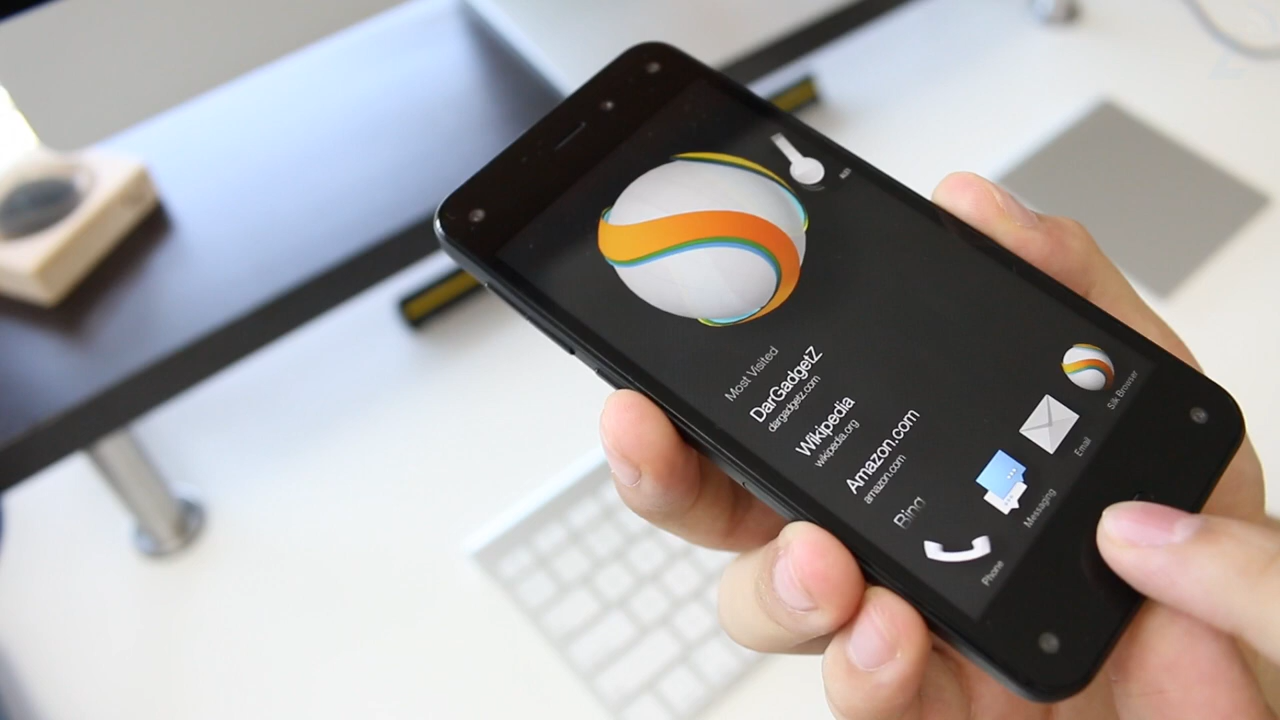 Most Visited
DarGadgetZ
dargadgetz.com
Wikipedia
wikipedia.org
Amazon.com
amazon.com
Bing
Phone
Messaging
Email
Silk Browser